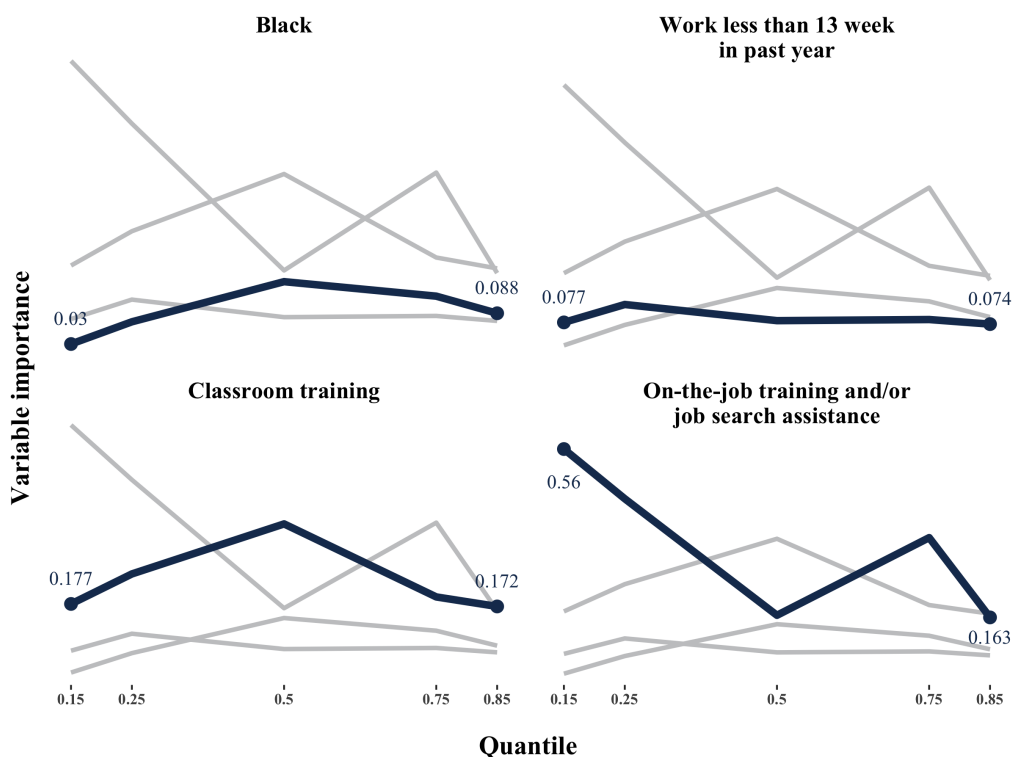 Black
Work less than 13 week
in past year
0.03
0.088
0.077
0.074
Classroom training
On-the-job training and/or
job search assistance
0.177
0.172
0.56
0.163
Variable importance
0.15 0.25 0.5 0.75 0.85
0.15 0.25 0.5 0.75 0.85
Quantile